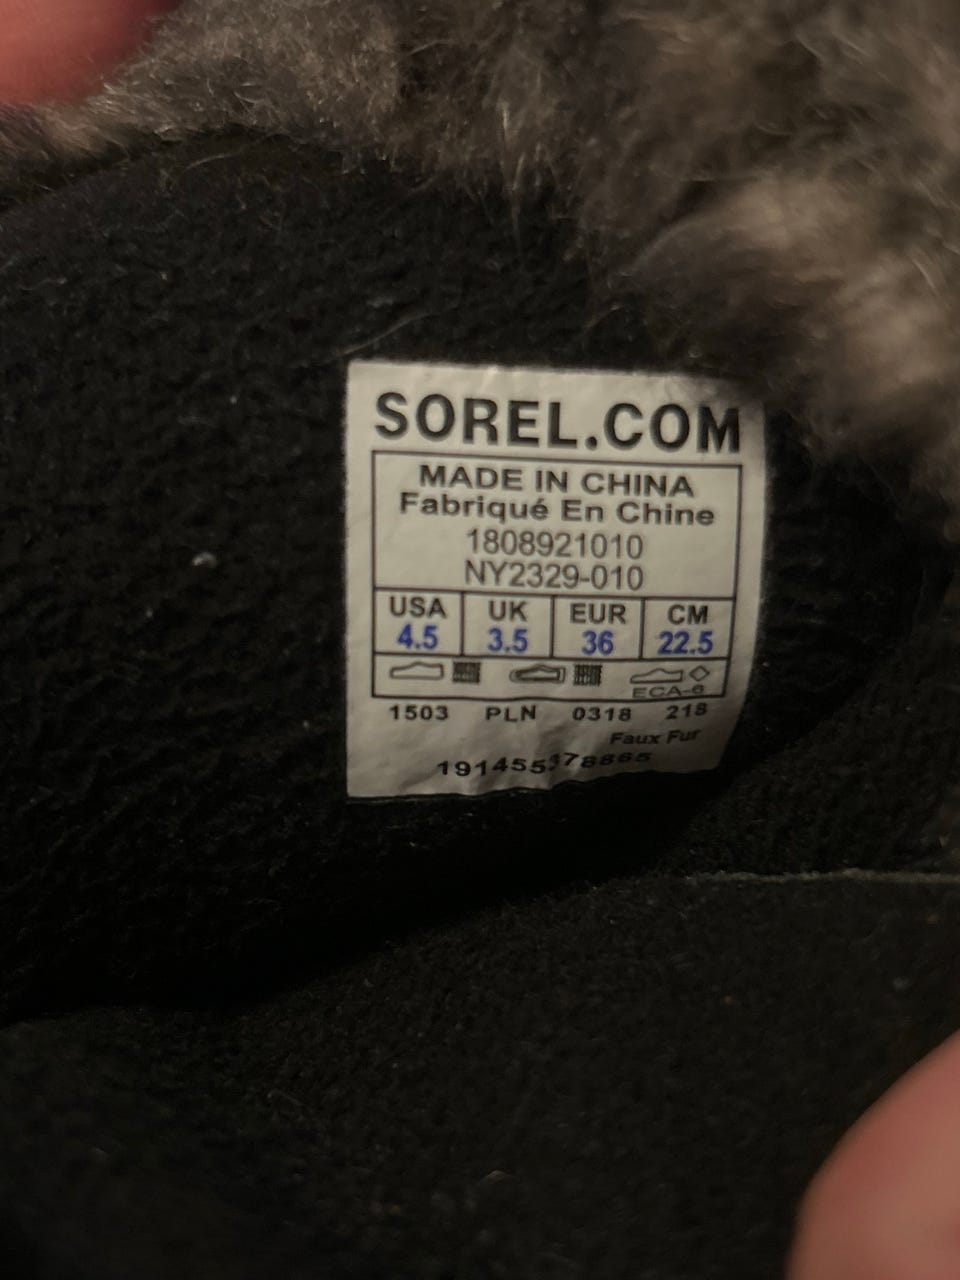 SOREL.COM
MADE IN CHINA
Fabriqué En Chine
1808921010
NY2329-010
USA UK EUR CM
4.5 3.5 36 22.5
ECA-6
1503 PLN 0318 218
Faux Fur